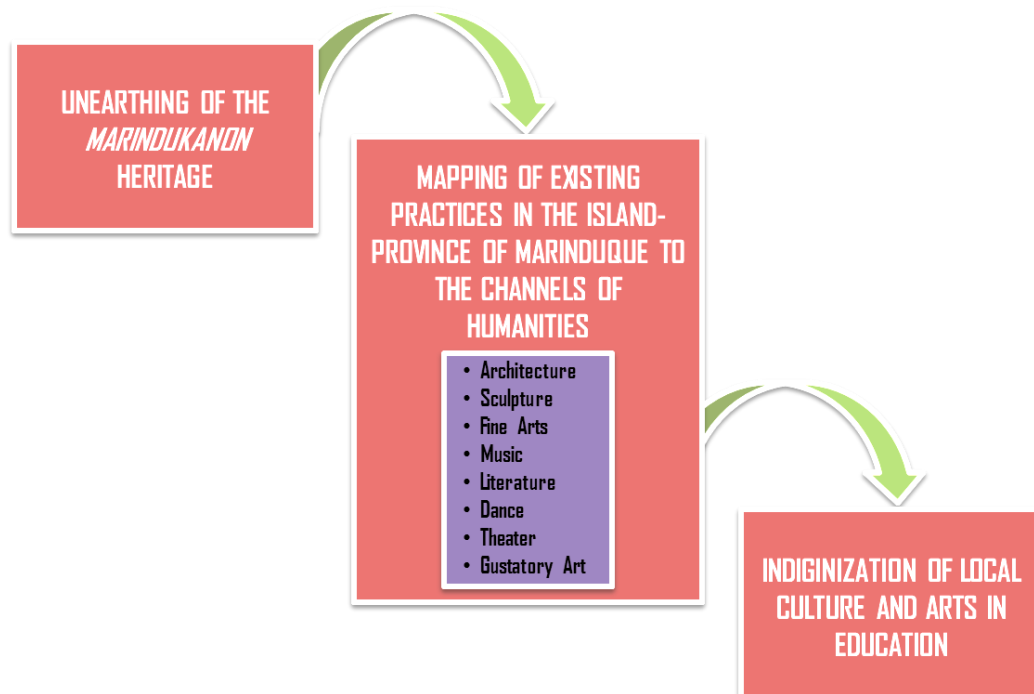 UNEARTHING OF THE
MARINDUKANON
HERITAGE
MAPPING OF EXISTING
PRACTICES IN THE ISLAND-
PROVINCE OF MARINDUQUE TO
THE CHANNELS OF
HUMANITIES
• Architecture
• Sculpture
• Fine Arts
• Music
• Literature
• Dance
• Theater
• Gustatory Art
INDIGINIZATION OF LOCAL
CULTURE AND ARTS IN
EDUCATION